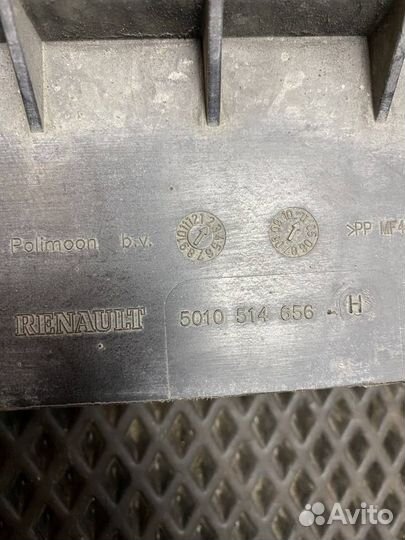 Polimoon b.v.
>PP MF4
RENAULT 5010 514 656 - H
Avito